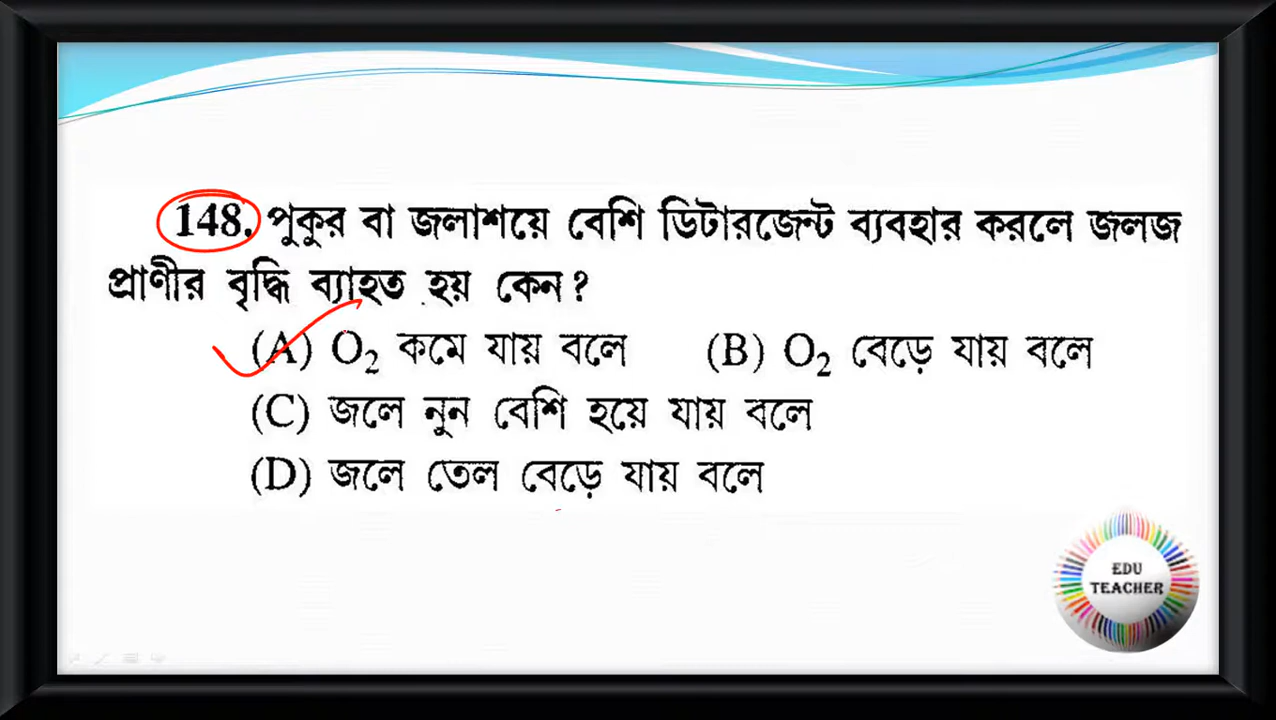 148. পুকুর বা জলাশয়ে বেশি ডিটারজেন্ট ব্যবহার করলে জলজ
প্রাণীর বৃদ্ধি ব্যাহত হয় কেন?
(A) O₂ কমে যায় বলে (B) O₂ বেড়ে যায় বলে
(C) জলে নুন বেশি হয়ে যায় বলে
(D) জলে তেল বেড়ে যায় বলে
EDU
TEACHER